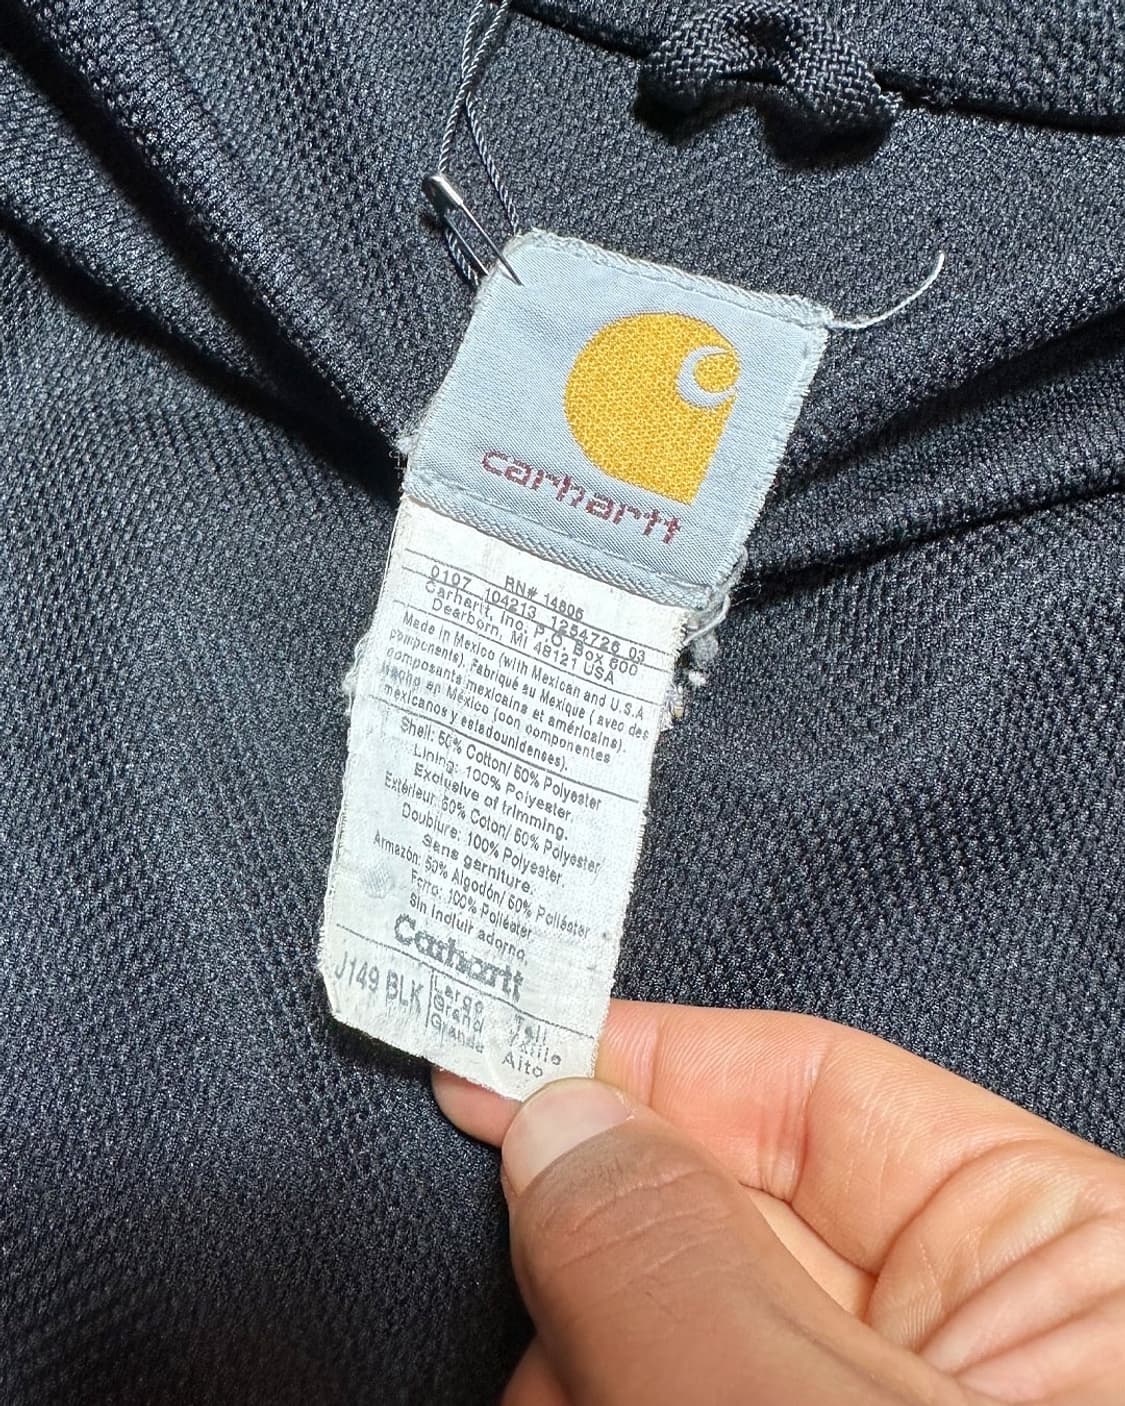 carhartt
RN# 14806
0107 104213 1254726 03
Carhartt, Inc. P.O. Box 600
Dearborn, MI 48121 USA
Made in Mexico (with Mexican and U.S.A
components). Fabriqué au Mexique ( avec des
composants mexicains et américains).
Hecho en México (con componentes
mexicanos y estadounidenses).
Shell: 50% Cotton/ 50% Polyester
Lining: 100% Polyester.
Exclusive of trimming.
Extérieur: 50% Coton/ 50% Polyester/
Doublure: 100% Polyester.
Sans garniture.
Armazón: 50% Algodón/ 50% Poliéster
Forro: 100% Poliéster
Sin incluir adorno.
Carhartt
J149 BLK Large Tall
Grand Taille
Grande Alto